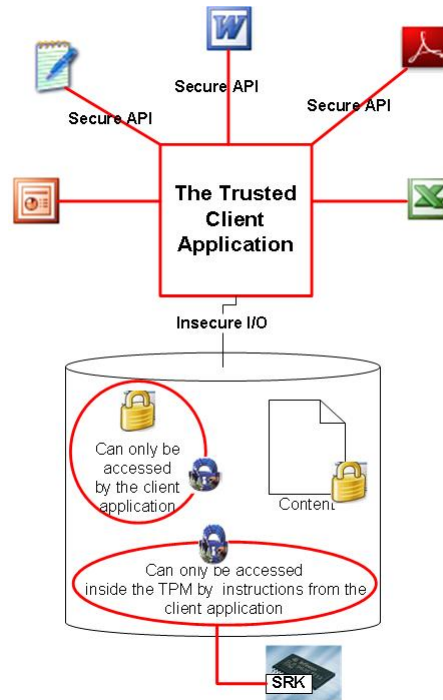 Secure API
Secure API
Secure API
The Trusted
Client
Application
Insecure I/O
Can only be
accessed
by the client
application
Content
Can only be accessed
inside the TPM by instructions from the
client application
SRK